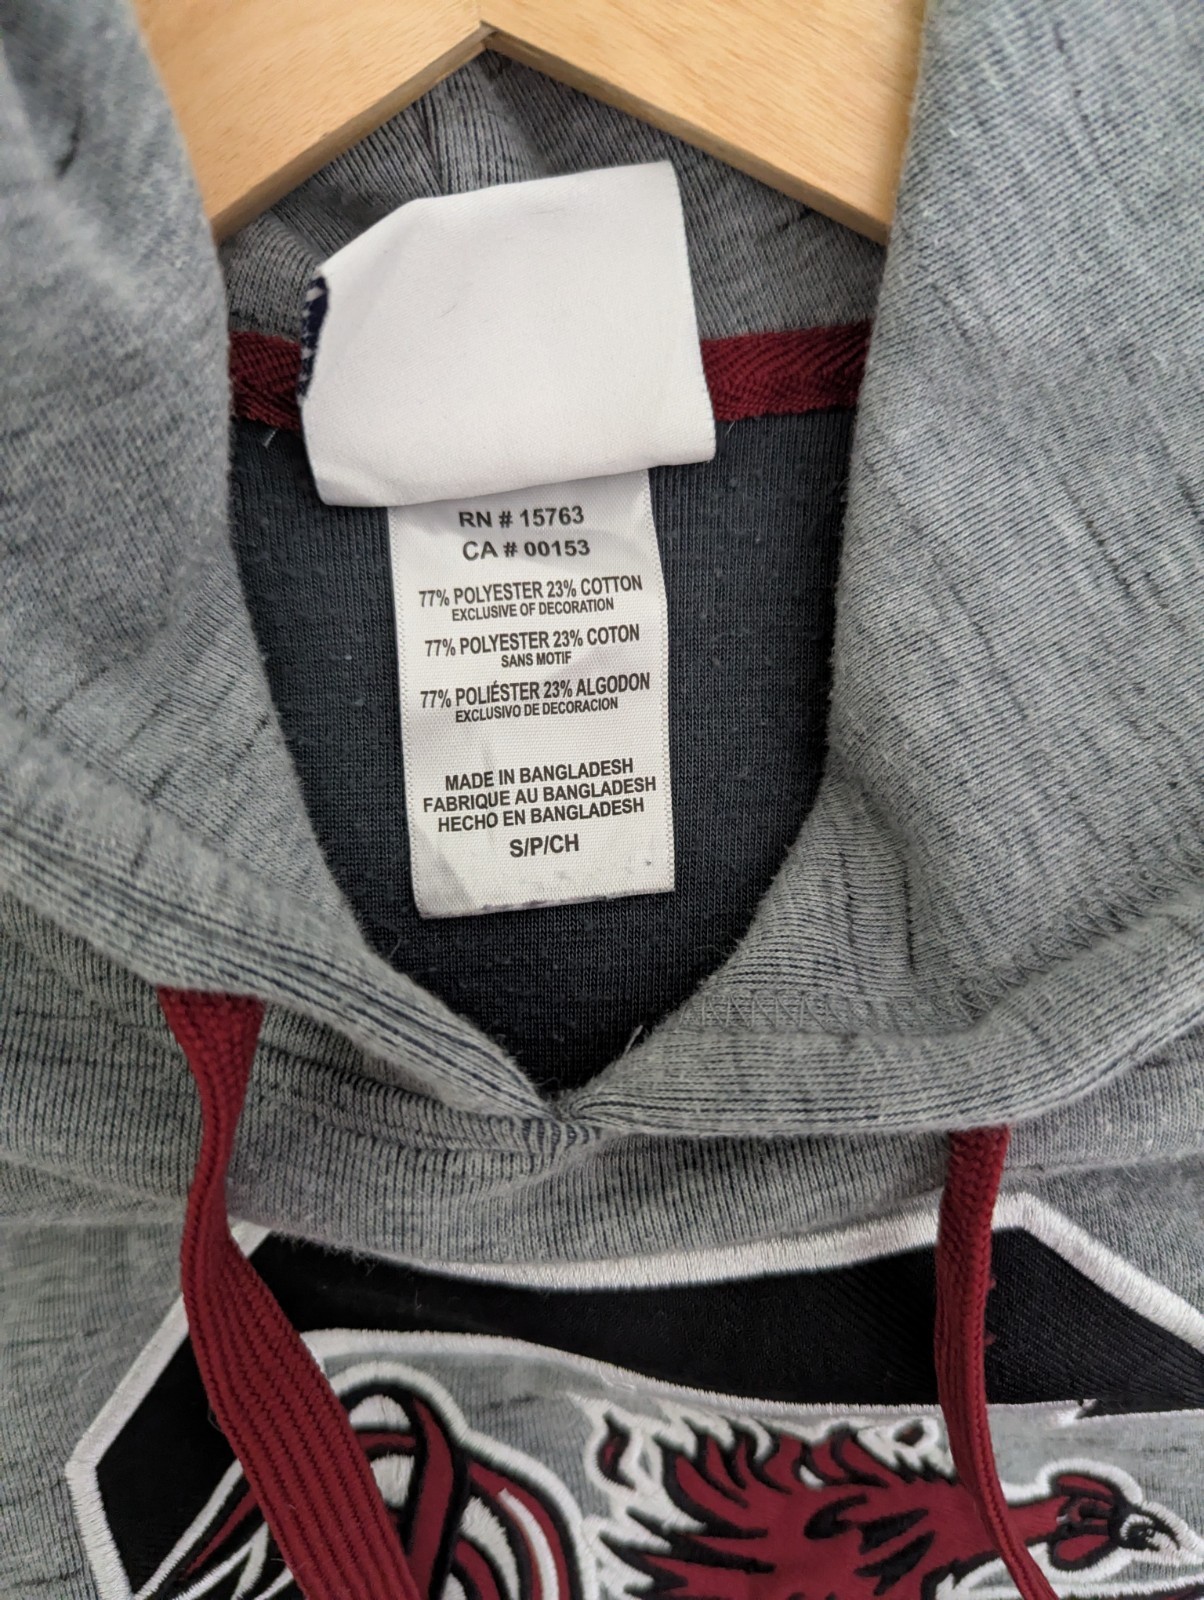 RN # 15763
CA # 00153
77% POLYESTER 23% COTTON
EXCLUSIVE OF DECORATION
77% POLYESTER 23% COTON
SANS MOTIF
77% POLIÉSTER 23% ALGODON
EXCLUSIVO DE DECORACION
MADE IN BANGLADESH
FABRIQUE AU BANGLADESH
HECHO EN BANGLADESH
S/P/CH